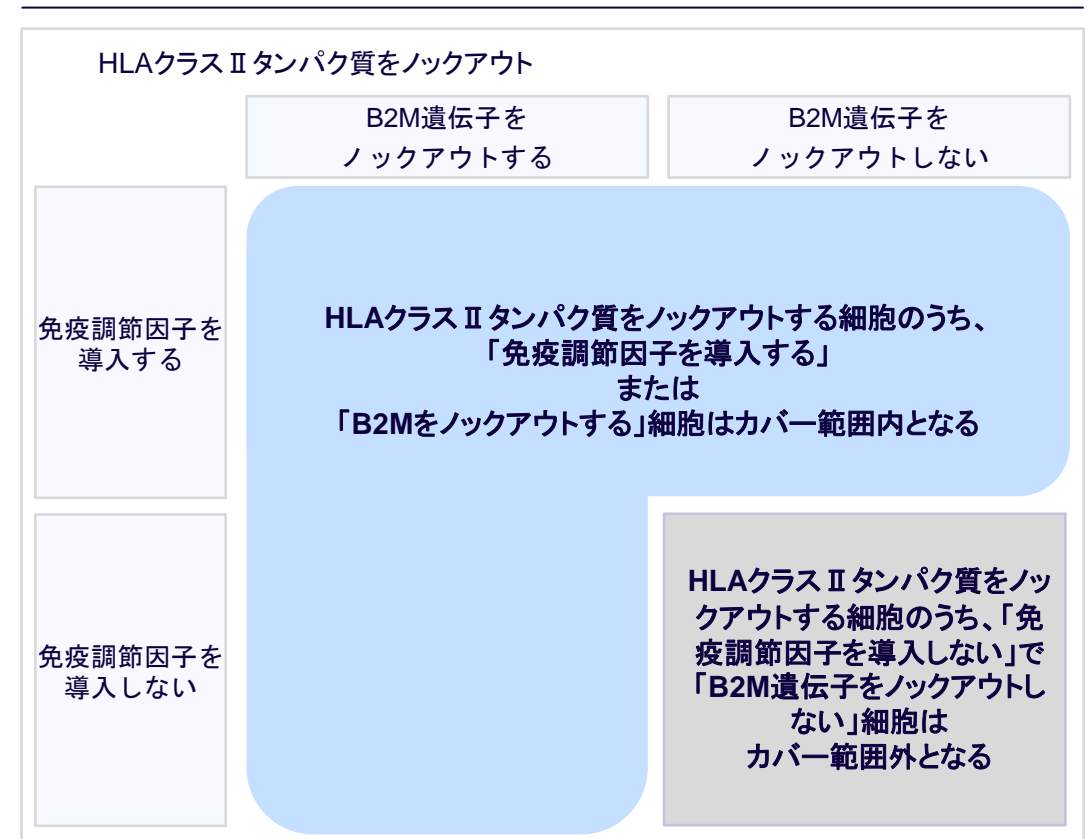 HLAクラスⅡタンパク質をノックアウト
B2M遺伝子を
ノックアウトする
B2M遺伝子を
ノックアウトしない
免疫調節因子を
導入する
HLAクラスⅡタンパク質をノックアウトする細胞のうち、
「免疫調節因子を導入する」
または
「B2Mをノックアウトする」細胞はカバー範囲内となる
免疫調節因子を
導入しない
HLAクラスⅡタンパク質をノッ
クアウトする細胞のうち、「免
疫調節因子を導入しない」で
「B2M遺伝子をノックアウトし
ない」細胞は
カバー範囲外となる